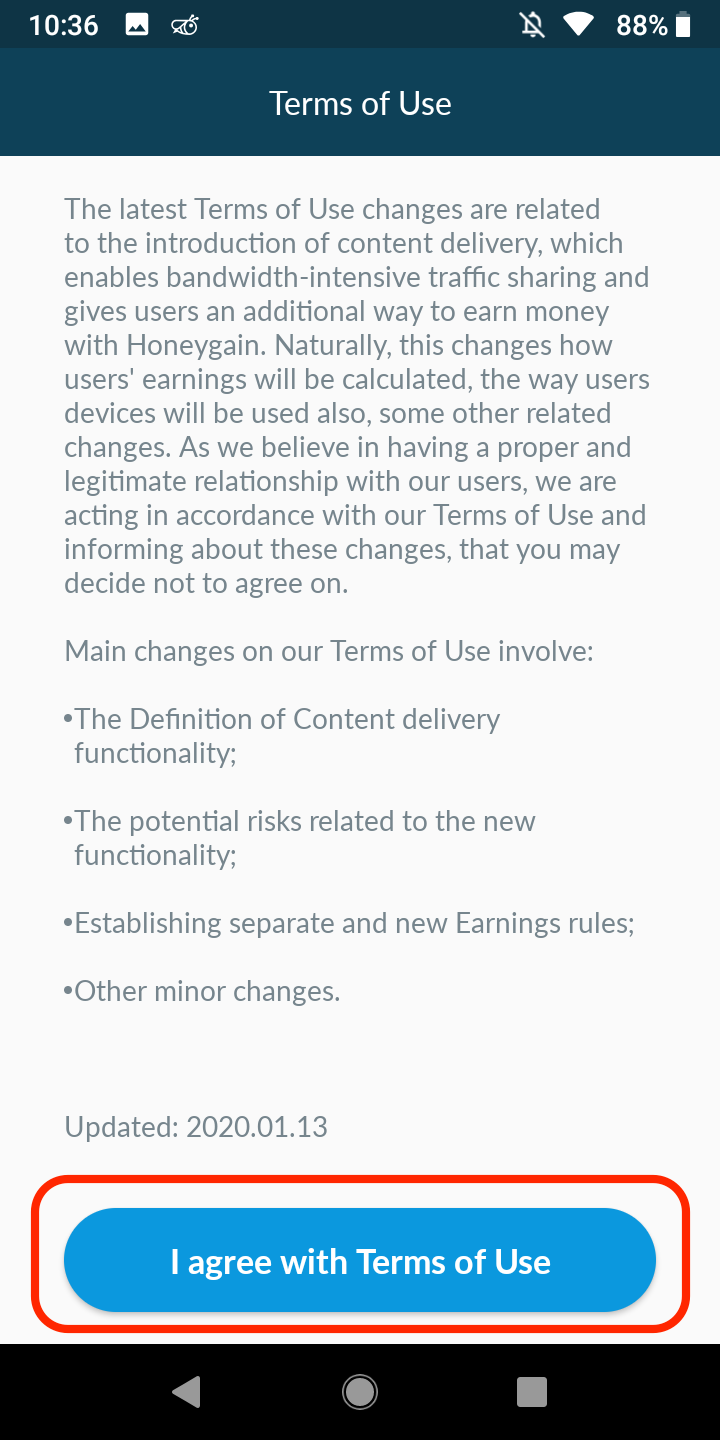 10:36
88%
Terms of Use
The latest Terms of Use changes are related
to the introduction of content delivery, which
enables bandwidth-intensive traffic sharing and
gives users an additional way to earn money
with Honeygain. Naturally, this changes how
users' earnings will be calculated, the way users
devices will be used also, some other related
changes. As we believe in having a proper and
legitimate relationship with our users, we are
acting in accordance with our Terms of Use and
informing about these changes, that you may
decide not to agree on.
Main changes on our Terms of Use involve:
•The Definition of Content delivery
functionality;
•The potential risks related to the new
functionality;
•Establishing separate and new Earnings rules;
•Other minor changes.
Updated: 2020.01.13
I agree with Terms of Use